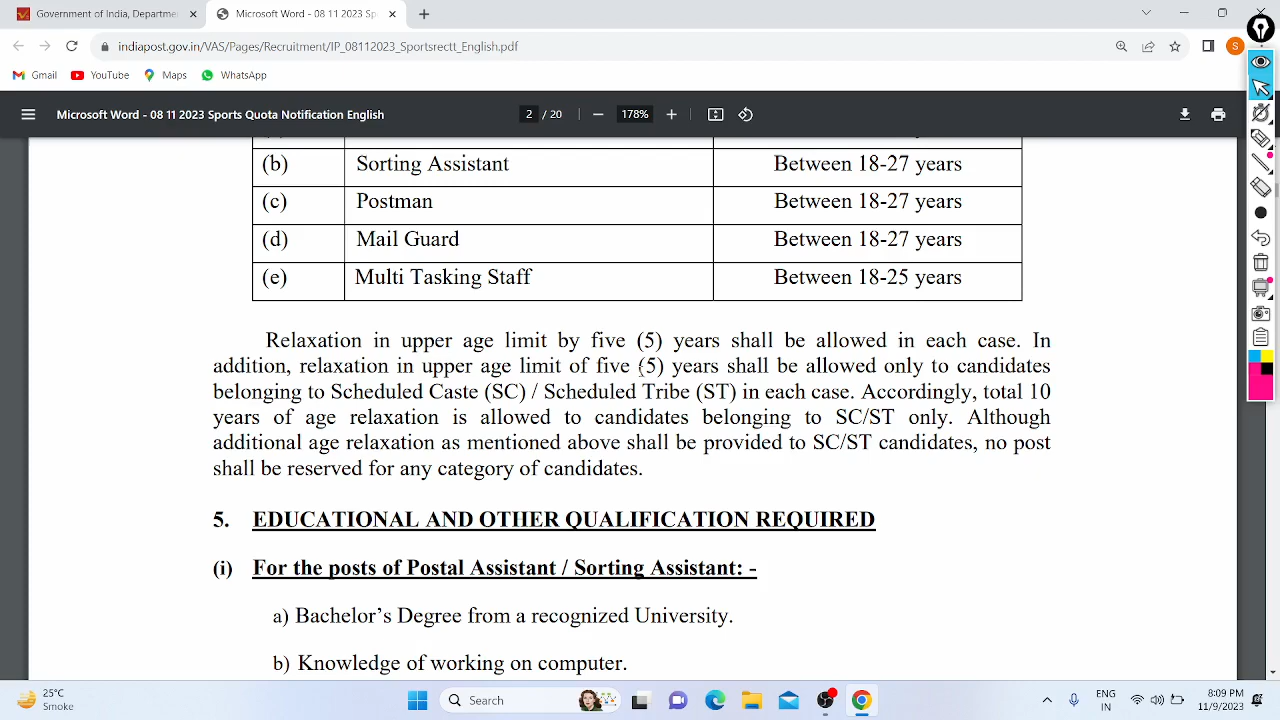 Government of India, Departme
Microsoft Word - 08 11 2023 Sp
indiapost.gov.in/VAS/Pages/Recruitment/IP_08112023_Sportsrectt_English.pdf
S
Gmail
YouTube
Maps
WhatsApp
Microsoft Word - 08 11 2023 Sports Quota Notification English
2 / 20
178%
(b) Sorting Assistant Between 18-27 years
(c) Postman Between 18-27 years
(d) Mail Guard Between 18-27 years
(e) Multi Tasking Staff Between 18-25 years
Relaxation in upper age limit by five (5) years shall be allowed in each case. In
addition, relaxation in upper age limit of five (5) years shall be allowed only to candidates
belonging to Scheduled Caste (SC) / Scheduled Tribe (ST) in each case. Accordingly, total 10
years of age relaxation is allowed to candidates belonging to SC/ST only. Although
additional age relaxation as mentioned above shall be provided to SC/ST candidates, no post
shall be reserved for any category of candidates.
5. EDUCATIONAL AND OTHER QUALIFICATION REQUIRED
(i) For the posts of Postal Assistant / Sorting Assistant: -
a) Bachelor’s Degree from a recognized University.
b) Knowledge of working on computer.
25°C
Smoke
Search
ENG
IN
8:09 PM
11/9/2023